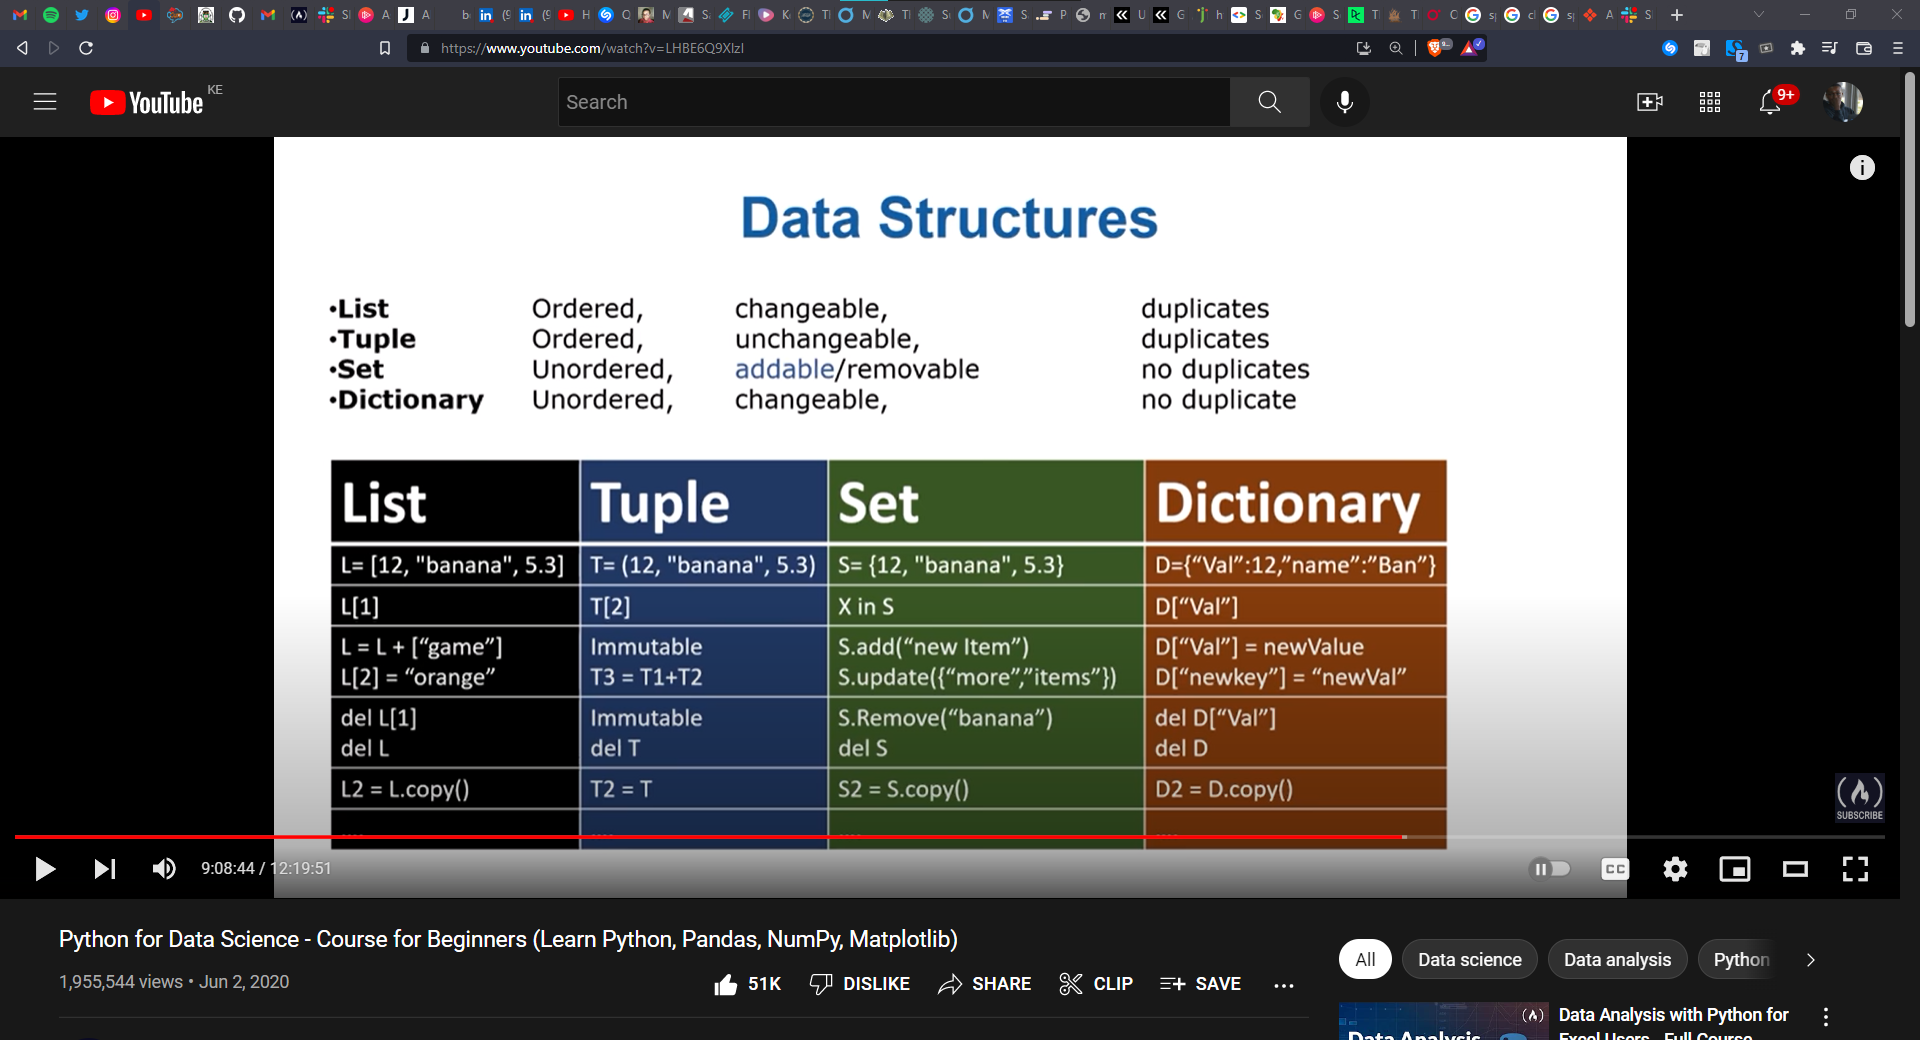 https://www.youtube.com/watch?v=LHBE6Q9XlzI
7
YouTube KE
Search
9+
Data Structures
•List Ordered, changeable, duplicates
•Tuple Ordered, unchangeable, duplicates
•Set Unordered, addable/removable no duplicates
•Dictionary Unordered, changeable, no duplicate
List Tuple Set Dictionary
L= [12, "banana", 5.3] T= (12, "banana", 5.3) S= {12, "banana", 5.3} D={“Val”:12,”name”:”Ban”}
L[1] T[2] X in S D[“Val”]
L = L + [“game”] Immutable S.add(“new Item”) D[“Val”] = newValue
L[2] = “orange” T3 = T1+T2 S.update({“more”,”items”}) D[“newkey”] = “newVal”
del L[1] Immutable S.Remove(“banana”) del D[“Val”]
del L del T del S del D
L2 = L.copy() T2 = T S2 = S.copy() D2 = D.copy()
.... .... .... ....
SUBSCRIBE
9:08:44 / 12:19:51
CC
Python for Data Science - Course for Beginners (Learn Python, Pandas, NumPy, Matplotlib)
1,955,544 views • Jun 2, 2020
51K DISLIKE SHARE CLIP SAVE ...
All Data science Data analysis Python
Data Analysis
Data Analysis with Python for
Excel Users - Full Course